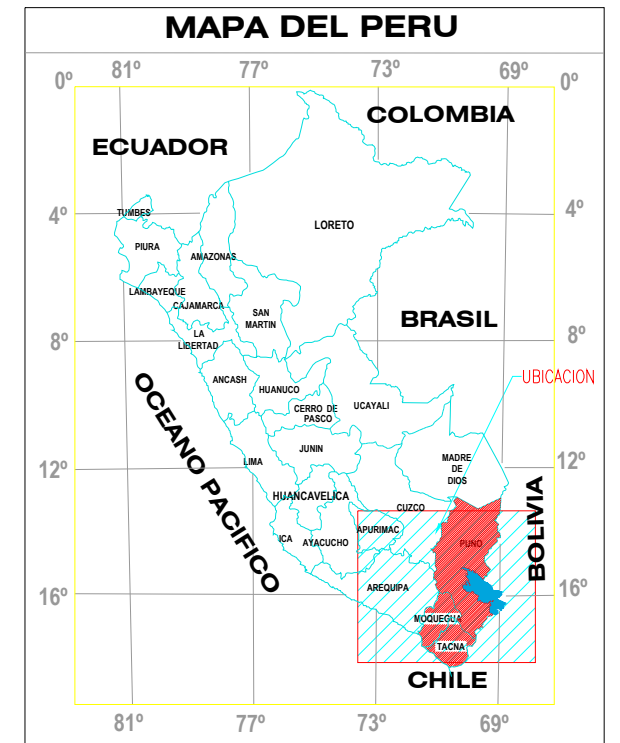 MAPA DEL PERU
81º 77º 73º 69º
0º 0º
COLOMBIA
ECUADOR
4º 4º
TUMBES
LORETO
PIURA
AMAZONAS
LAMBAYEQUE
CAJAMARCA
SAN
MARTIN
BRASIL
LA
LIBERTAD
8º 8º
UBICACION
ANCASH
HUANUCO
CERRO DE
PASCO
UCAYALI
OCEANO PACIFICO
JUNIN
LIMA
MADRE
DE
DIOS
12º 12º
HUANCAVELICA
CUZCO
BOLIVIA
APURIMAC
ICA
AYACUCHO
PUNO
AREQUIPA
16º 16º
MOQUEGUA
TACNA
CHILE
81º 77º 73º 69º